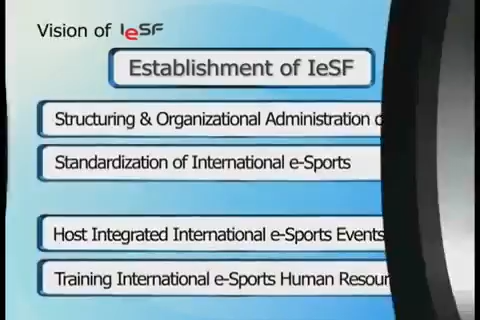 Vision of IeSF
Establishment of IeSF
Structuring & Organizational Administration
Standardization of International e-Sports
Host Integrated International e-Sports Events
Training International e-Sports Human